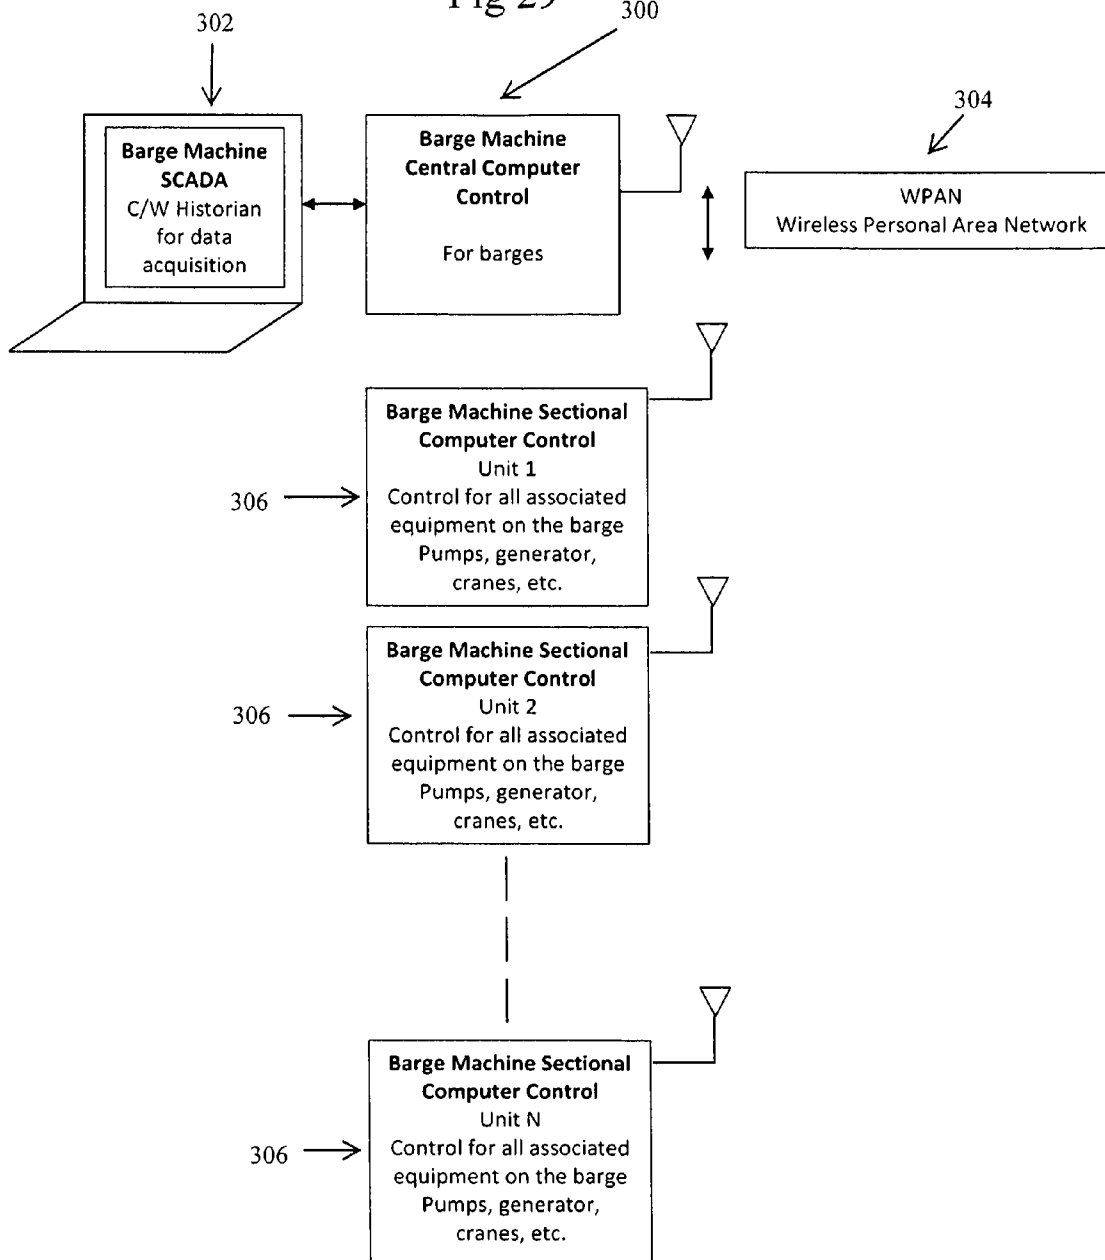 Fig 29
302
300
304
Barge Machine
SCADA
C/W Historian
for data
acquisition
Barge Machine
Central Computer
Control
For barges
WPAN
Wireless Personal Area Network
Barge Machine Sectional
Computer Control
Unit 1
Control for all associated
equipment on the barge
Pumps, generator,
cranes, etc.
306
Barge Machine Sectional
Computer Control
Unit 2
Control for all associated
equipment on the barge
Pumps, generator,
cranes, etc.
306
Barge Machine Sectional
Computer Control
Unit N
Control for all associated
equipment on the barge
Pumps, generator,
cranes, etc.
306